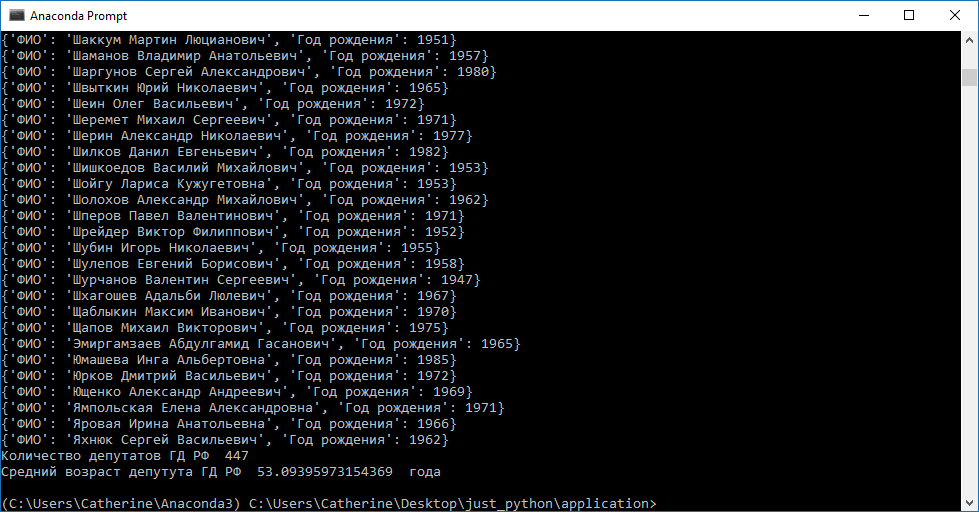 Anaconda Prompt
{'ФИО': 'Шаккум Мартин Люцианович', 'Год рождения': 1951}
{'ФИО': 'Шаманов Владимир Анатольевич', 'Год рождения': 1957}
{'ФИО': 'Шаргунов Сергей Александрович', 'Год рождения': 1980}
{'ФИО': 'Швыткин Юрий Николаевич', 'Год рождения': 1965}
{'ФИО': 'Шеин Олег Васильевич', 'Год рождения': 1972}
{'ФИО': 'Шеремет Михаил Сергеевич', 'Год рождения': 1971}
{'ФИО': 'Шерин Александр Николаевич', 'Год рождения': 1977}
{'ФИО': 'Шилков Данил Евгеньевич', 'Год рождения': 1982}
{'ФИО': 'Шишкоедов Василий Михайлович', 'Год рождения': 1953}
{'ФИО': 'Шойгу Лариса Кужугетовна', 'Год рождения': 1953}
{'ФИО': 'Шолохов Александр Михайлович', 'Год рождения': 1962}
{'ФИО': 'Шперов Павел Валентинович', 'Год рождения': 1971}
{'ФИО': 'Шрейдер Виктор Филиппович', 'Год рождения': 1952}
{'ФИО': 'Шубин Игорь Николаевич', 'Год рождения': 1955}
{'ФИО': 'Шулепов Евгений Борисович', 'Год рождения': 1958}
{'ФИО': 'Шурчанов Валентин Сергеевич', 'Год рождения': 1947}
{'ФИО': 'Шхагошев Адальби Люлевич', 'Год рождения': 1967}
{'ФИО': 'Щаблыкин Максим Иванович', 'Год рождения': 1970}
{'ФИО': 'Щапов Михаил Викторович', 'Год рождения': 1975}
{'ФИО': 'Эмиргамзаев Абдулгамид Гасанович', 'Год рождения': 1965}
{'ФИО': 'Юмашева Инга Альбертовна', 'Год рождения': 1985}
{'ФИО': 'Юрков Дмитрий Васильевич', 'Год рождения': 1972}
{'ФИО': 'Ющенко Александр Андреевич', 'Год рождения': 1969}
{'ФИО': 'Ямпольская Елена Александровна', 'Год рождения': 1971}
{'ФИО': 'Яровая Ирина Анатольевна', 'Год рождения': 1966}
{'ФИО': 'Яхнюк Сергей Васильевич', 'Год рождения': 1962}
Количество депутатов ГД РФ  447
Средний возраст депутута ГД РФ  53.09395973154369  года
(C:\Users\Catherine\Anaconda3) C:\Users\Catherine\Desktop\just_python\application>